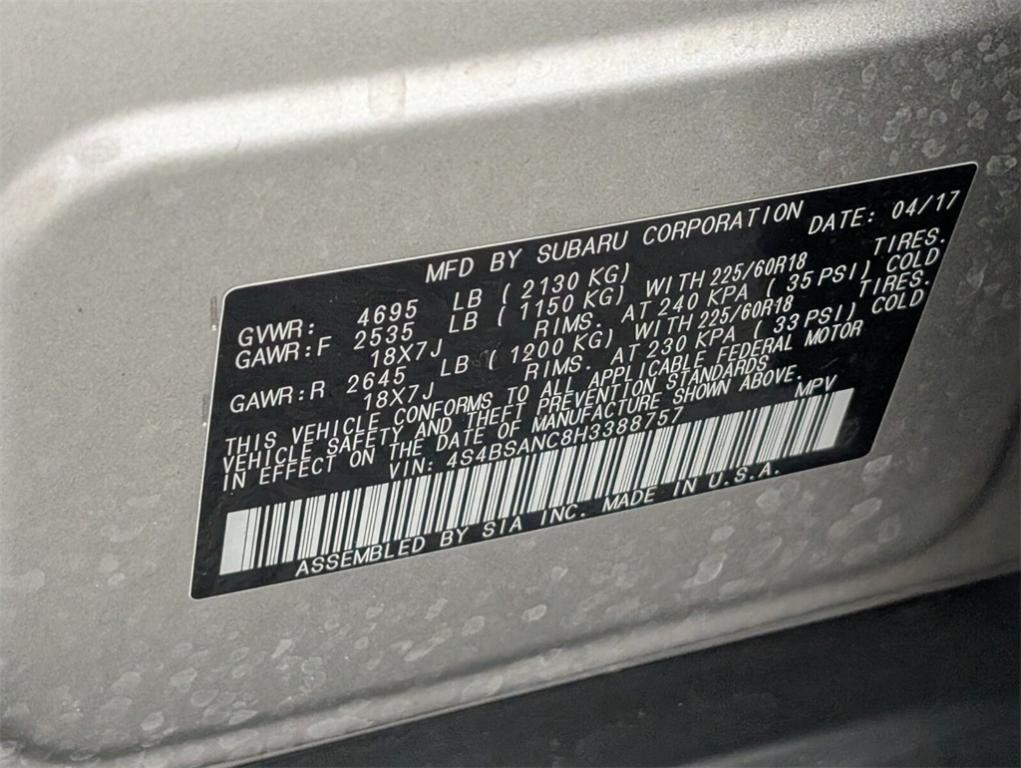 MFD BY SUBARU CORPORATION DATE: 04/17
GVWR: 4695 LB (2130 KG)
GAWR:F 2535 LB (1150 KG) WITH 225/60R18 TIRES.
18X7J RIMS. AT 240 KPA (35 PSI) COLD
GAWR:R 2645 LB (1200 KG) WITH 225/60R18 TIRES.
18X7J RIMS. AT 230 KPA (33 PSI) COLD
THIS VEHICLE CONFORMS TO ALL APPLICABLE FEDERAL MOTOR
VEHICLE SAFETY AND THEFT PREVENTION STANDARDS
IN EFFECT ON THE DATE OF MANUFACTURE SHOWN ABOVE.
VIN: 4S4BSANC8H3388757 MPV
ASSEMBLED BY SIA INC. MADE IN U.S.A.